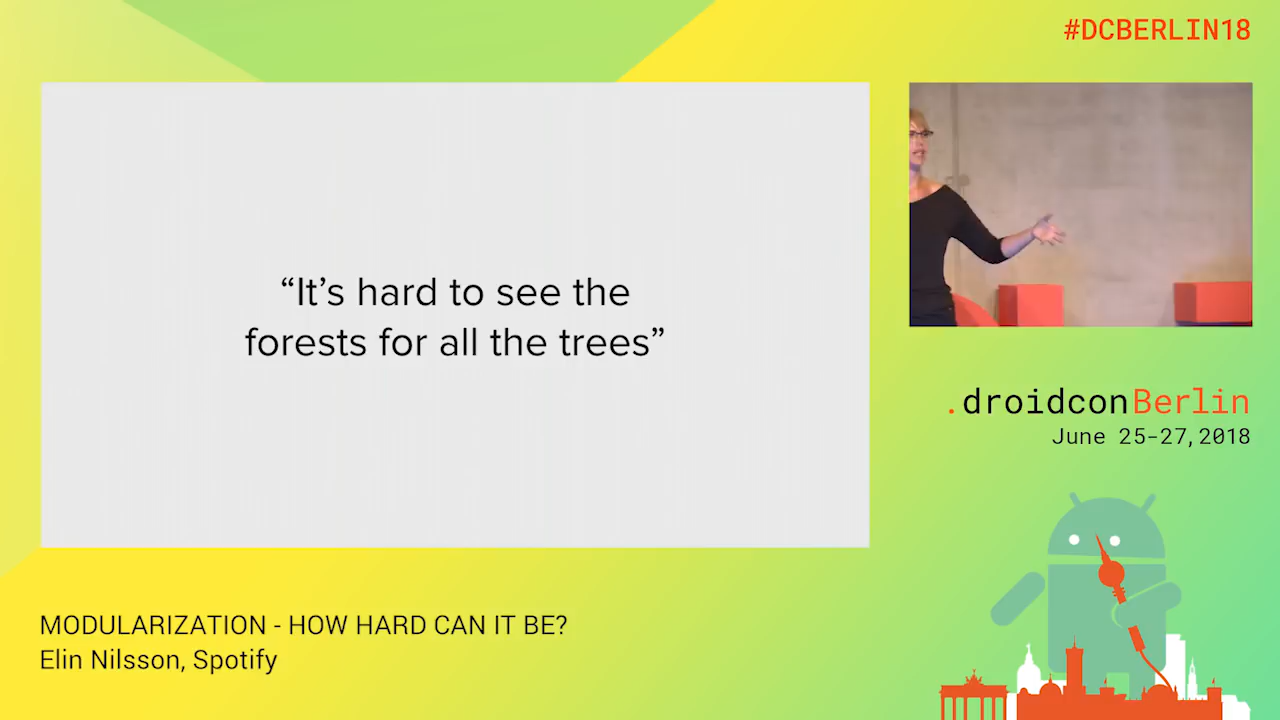 #DCBERLIN18
“It’s hard to see the
forests for all the trees”
.droidconBerlin
June 25-27,2018
MODULARIZATION - HOW HARD CAN IT BE?
Elin Nilsson, Spotify